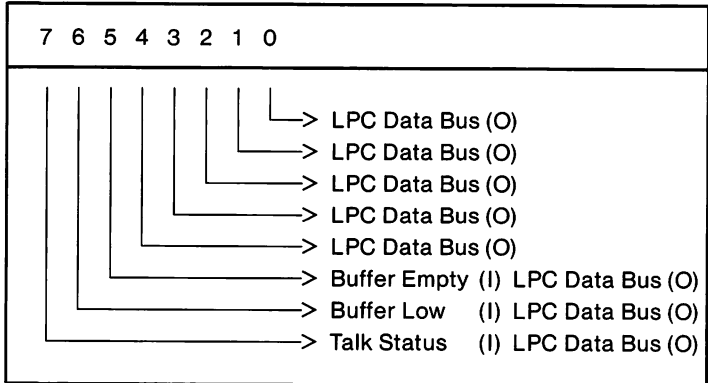 7 6 5 4 3 2 1 0
LPC Data Bus (O)
LPC Data Bus (O)
LPC Data Bus (O)
LPC Data Bus (O)
LPC Data Bus (O)
Buffer Empty (I) LPC Data Bus (O)
Buffer Low (I) LPC Data Bus (O)
Talk Status (I) LPC Data Bus (O)